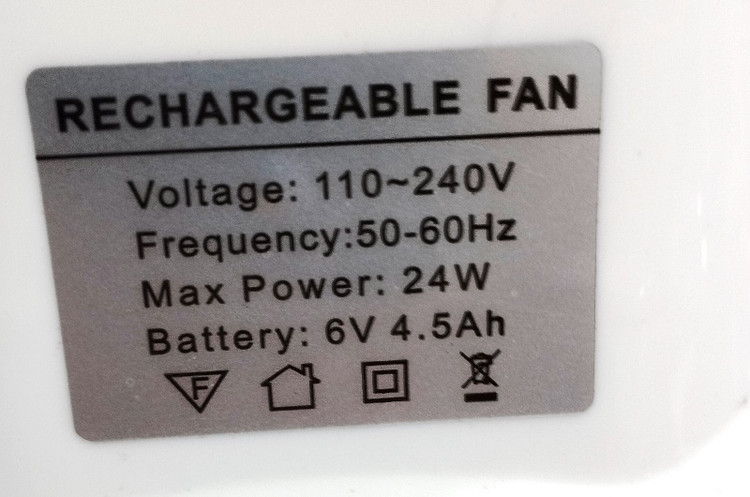 RECHARGEABLE FAN
Voltage: 110~240V
Frequency:50-60Hz
Max Power: 24W
Battery: 6V 4.5Ah
F